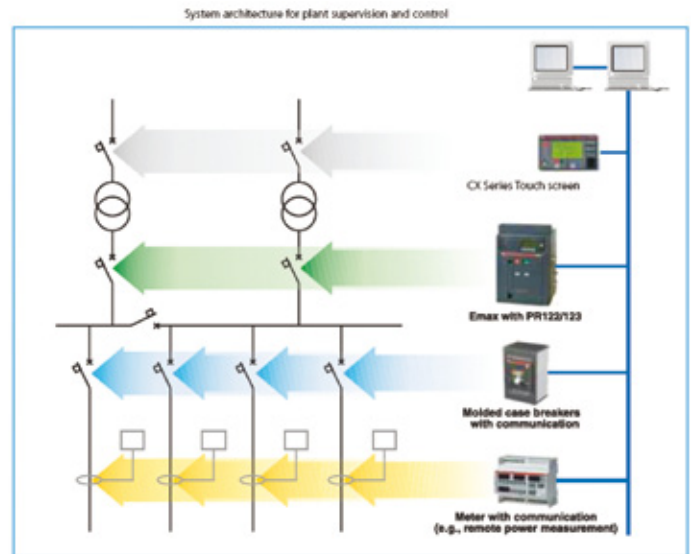 System architecture for plant supervision and control
CX Series Touch screen
Emax with PR122/123
Molded case breakers
with communication
Meter with communication
(e.g., remote power measurement)